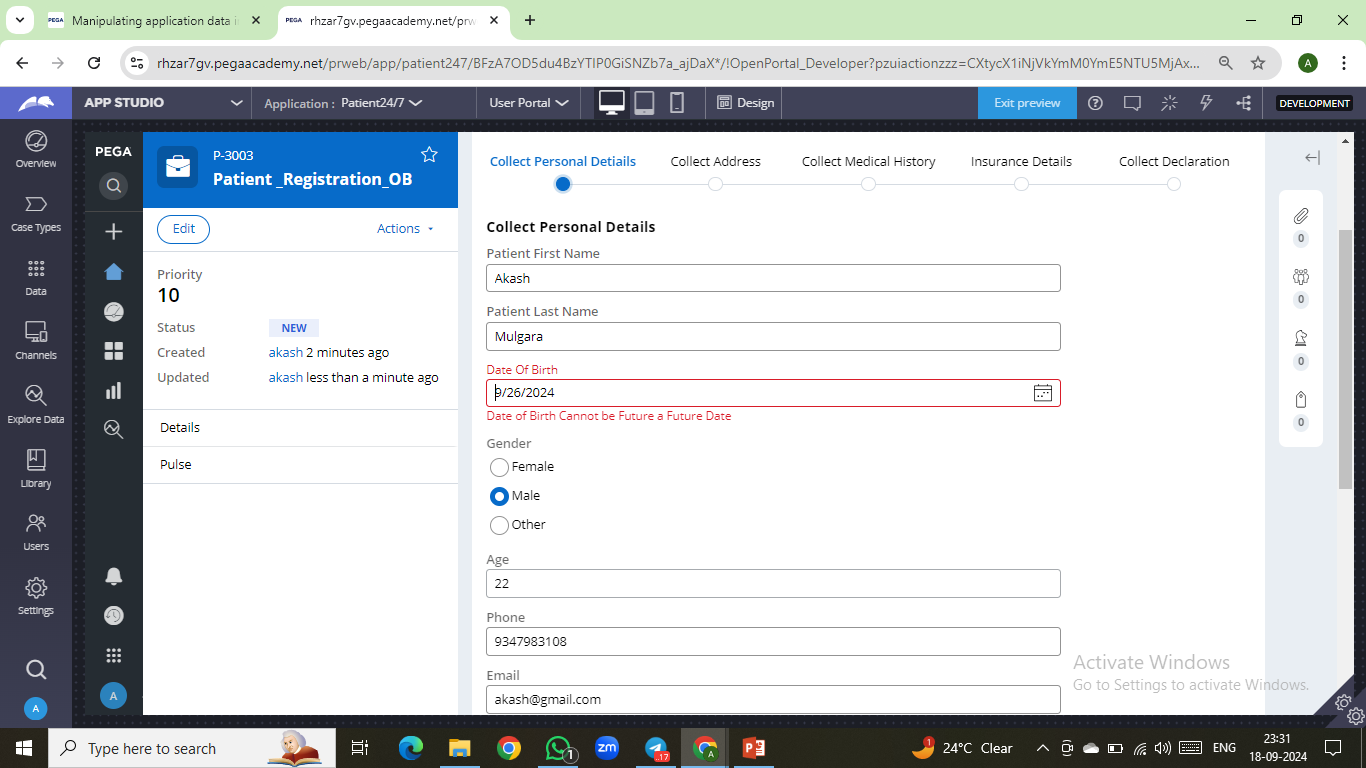 PEGA Manipulating application data i
PEGA rhzar7gv.pegaacademy.net/prw
rhzar7gv.pegaacademy.net/prweb/app/patient247/BFzA7OD5du4BzYTIP0GiSNZb7a_ajDaX*/!OpenPortal_Developer?pzuiactionzzz=CXtycX1iNjVkYmM0YmE5NTU5MjAx...
A
APP STUDIO
Application : Patient24/7
User Portal
Design
Exit preview
DEVELOPMENT
Overview
Case Types
Data
Channels
Explore Data
Library
Users
Settings
A
PEGA
A
P-3003
Patient _Registration_OB
Edit
Actions
Priority
10
Status NEW
Created akash 2 minutes ago
Updated akash less than a minute ago
Details
Pulse
Collect Personal Details Collect Address Collect Medical History Insurance Details Collect Declaration
Collect Personal Details
Patient First Name
Akash
Patient Last Name
Mulgara
Date Of Birth
9/26/2024
Date of Birth Cannot be Future a Future Date
Gender
Female
Male
Other
Age
22
Phone
9347983108
Email
akash@gmail.com
0
0
0
0
Activate Windows
Go to Settings to activate Windows.
Type here to search
1
zm
17
A
1
24°C Clear
ENG
23:31
18-09-2024